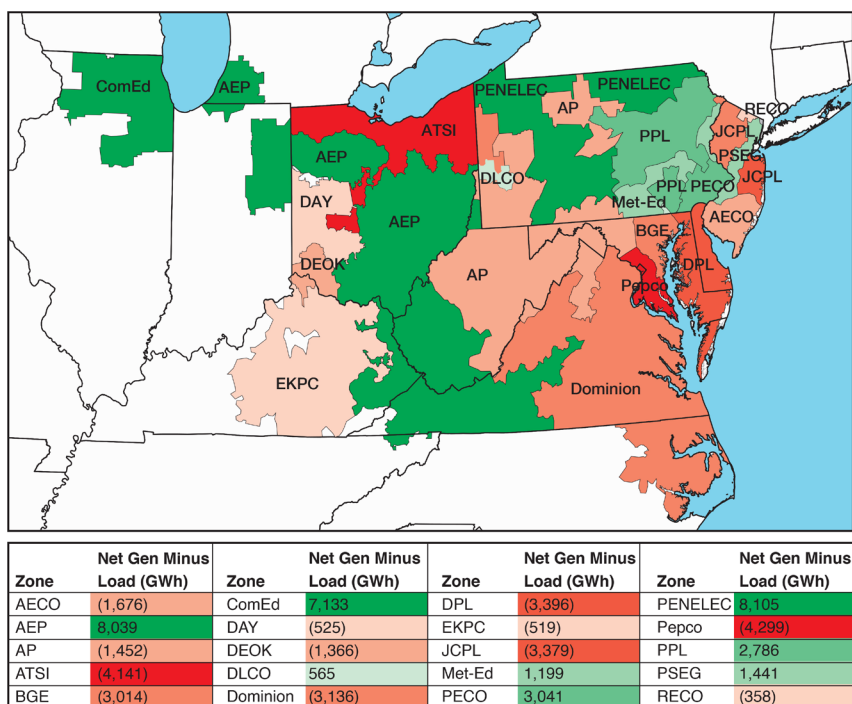 ComEd
AEP
PENELEC
PENELEC
AP
RECO
ATSI
PPL
JCPL
AEP
PSEG
DLCO
PPL
PECO
JCPL
DAY
Met-Ed
AEP
AECO
BGE
DEOK
AP
DPL
Pepco
EKPC
Dominion
Zone Net Gen Minus Load (GWh) Zone Net Gen Minus Load (GWh) Zone Net Gen Minus Load (GWh) Zone Net Gen Minus Load (GWh)
AECO (1,676) ComEd 7,133 DPL (3,396) PENELEC 8,105
AEP 8,039 DAY (525) EKPC (519) Pepco (4,299)
AP (1,452) DEOK (1,366) JCPL (3,379) PPL 2,786
ATSI (4,141) DLCO 565 Met-Ed 1,199 PSEG 1,441
BGE (3,014) Dominion (3,136) PECO 3,041 RECO (358)